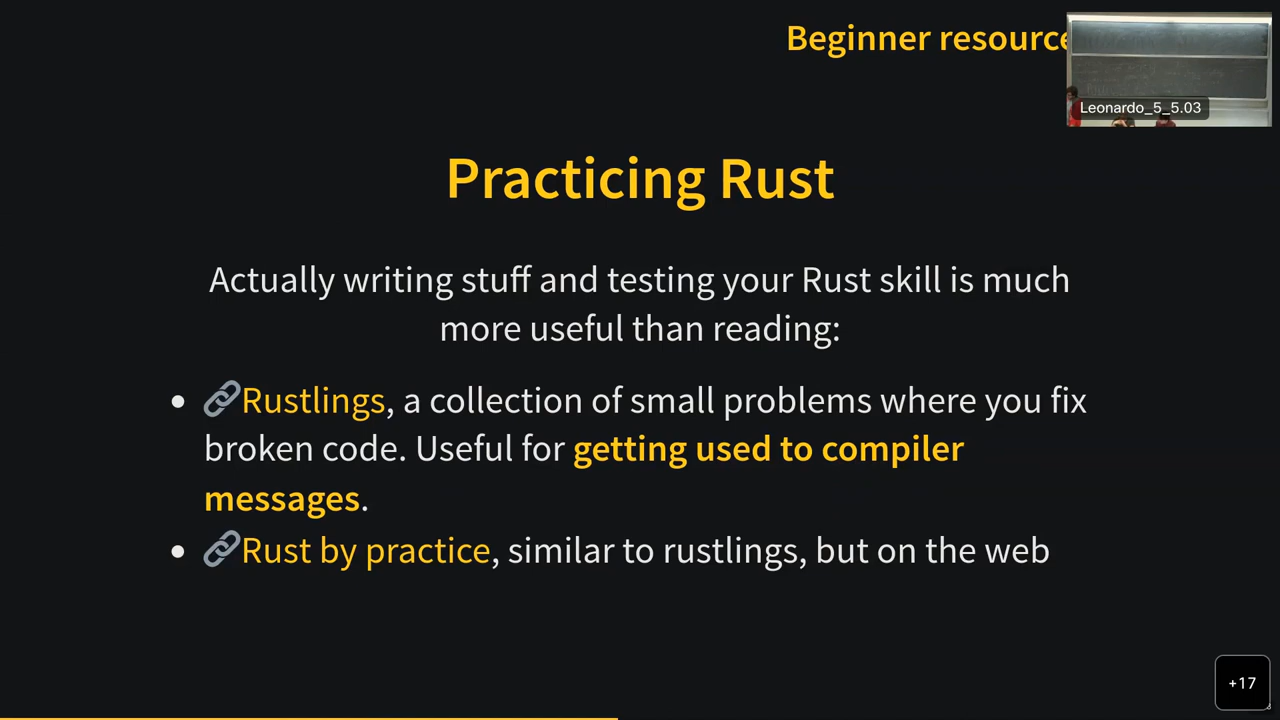 Beginner resource
Leonardo_5_5.03
Practicing Rust
Actually writing stuff and testing your Rust skill is much
more useful than reading:
• 🔗Rustlings, a collection of small problems where you fix
broken code. Useful for getting used to compiler
messages.
• 🔗Rust by practice, similar to rustlings, but on the web
+17